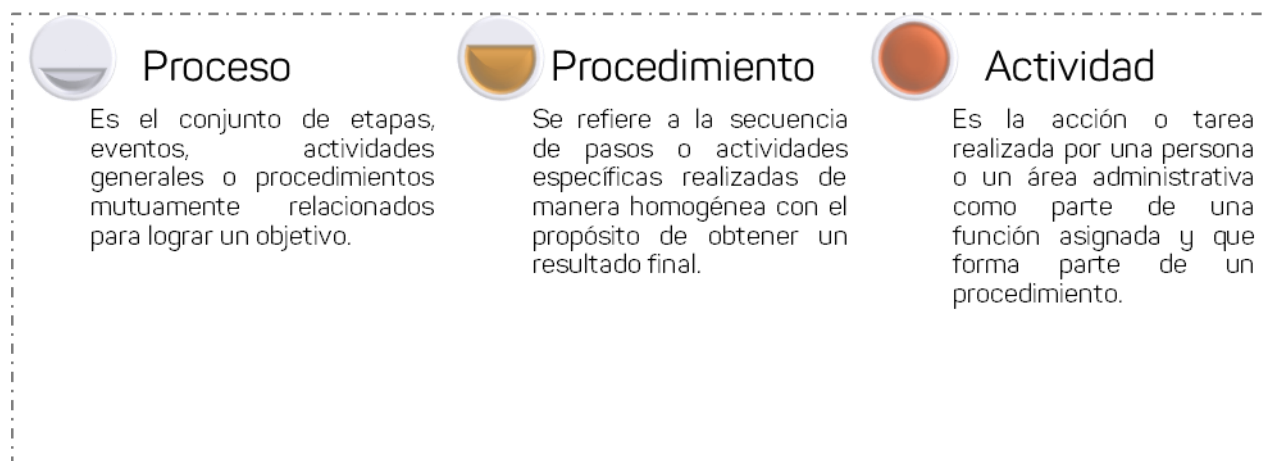 Proceso
Es el conjunto de etapas,
eventos, actividades
generales o procedimientos
mutuamente relacionados
para lograr un objetivo.
Procedimiento
Se refiere a la secuencia
de pasos o actividades
específicas realizadas de
manera homogénea con el
propósito de obtener un
resultado final.
Actividad
Es la acción o tarea
realizada por una persona
o un área administrativa
como parte de una
función asignada y que
forma parte de un
procedimiento.